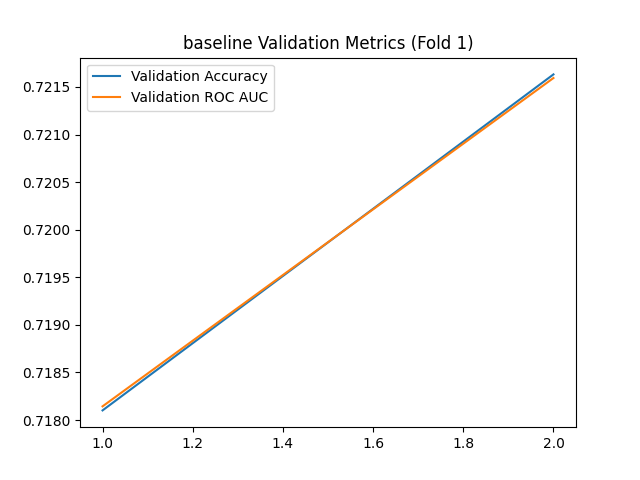 baseline Validation Metrics (Fold 1)
Validation Accuracy
Validation ROC AUC
0.7215
0.7210
0.7205
0.7200
0.7195
0.7190
0.7185
0.7180
1.0 1.2 1.4 1.6 1.8 2.0